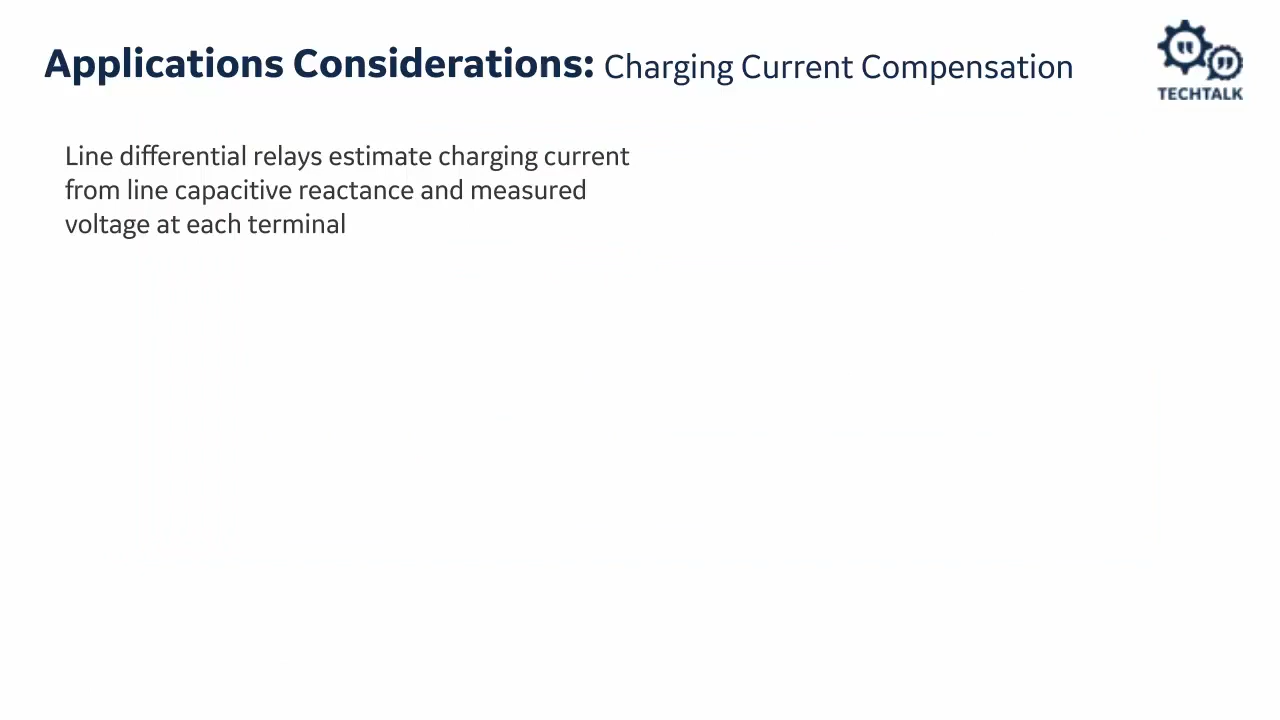 Applications Considerations: Charging Current Compensation
TECHTALK
Line differential relays estimate charging current
from line capacitive reactance and measured
voltage at each terminal